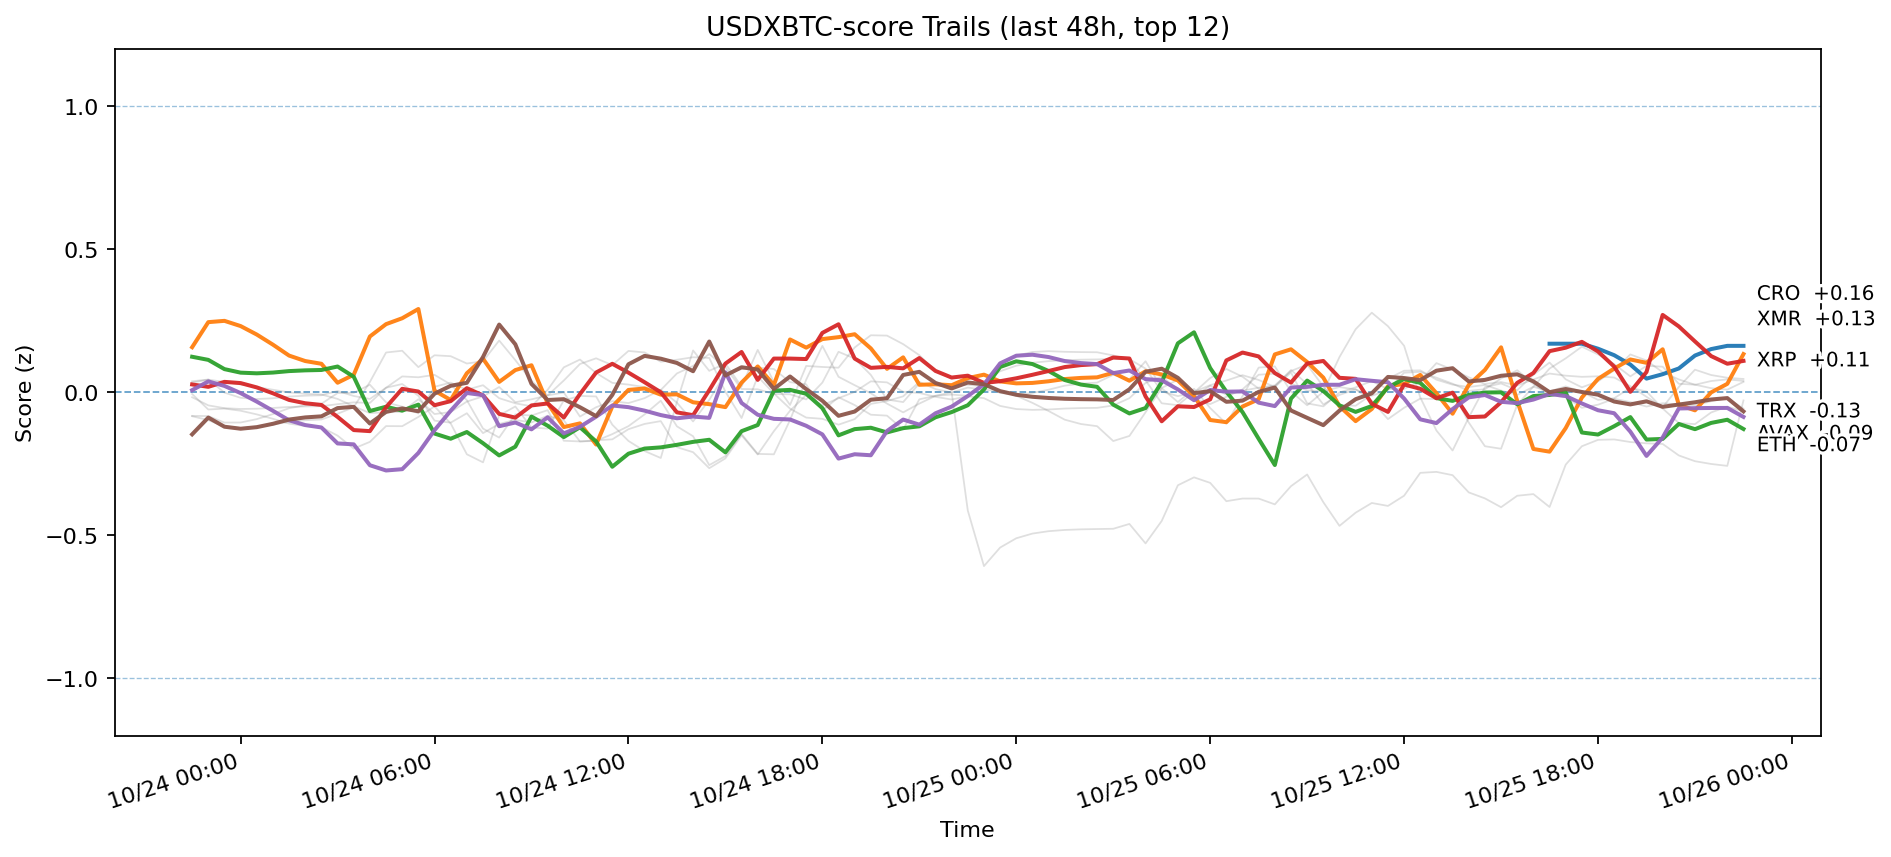 USDXBTC-score Trails (last 48h, top 12)
Score (z)
1.0
0.5
0.0
−0.5
−1.0
CRO +0.16
XMR +0.13
XRP +0.11
TRX -0.13
AVAX -0.09
ETH -0.07
10/24 00:00
10/24 06:00
10/24 12:00
10/24 18:00
10/25 00:00
10/25 06:00
10/25 12:00
10/25 18:00
10/26 00:00
Time